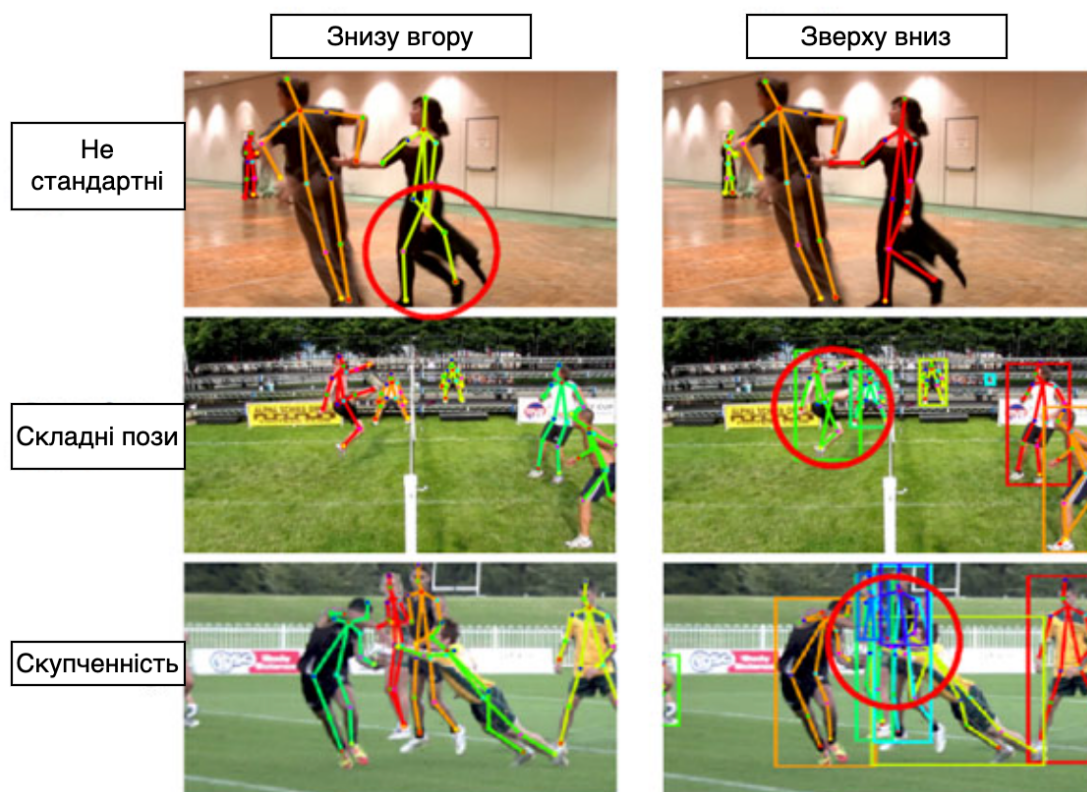 Знизу вгору
Зверху вниз
Не
стандартні
Складні пози
Скупченність